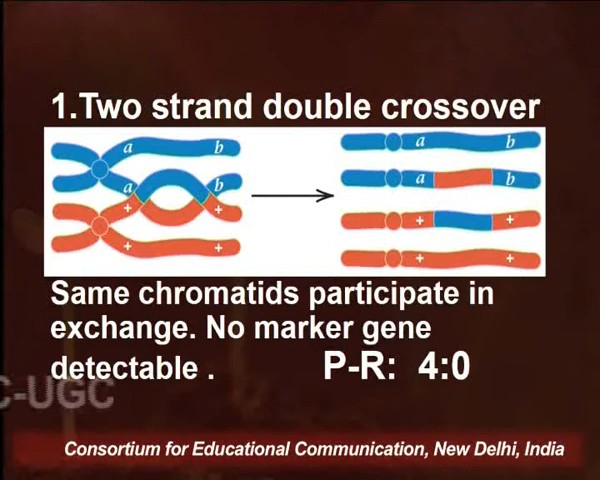 1.Two strand double crossover
a b
a b
+ +
+ +
a b
a b
+ +
+ +
Same chromatids participate in
exchange. No marker gene
detectable . P-R: 4:0
C-UGC
Consortium for Educational Communication, New Delhi, India